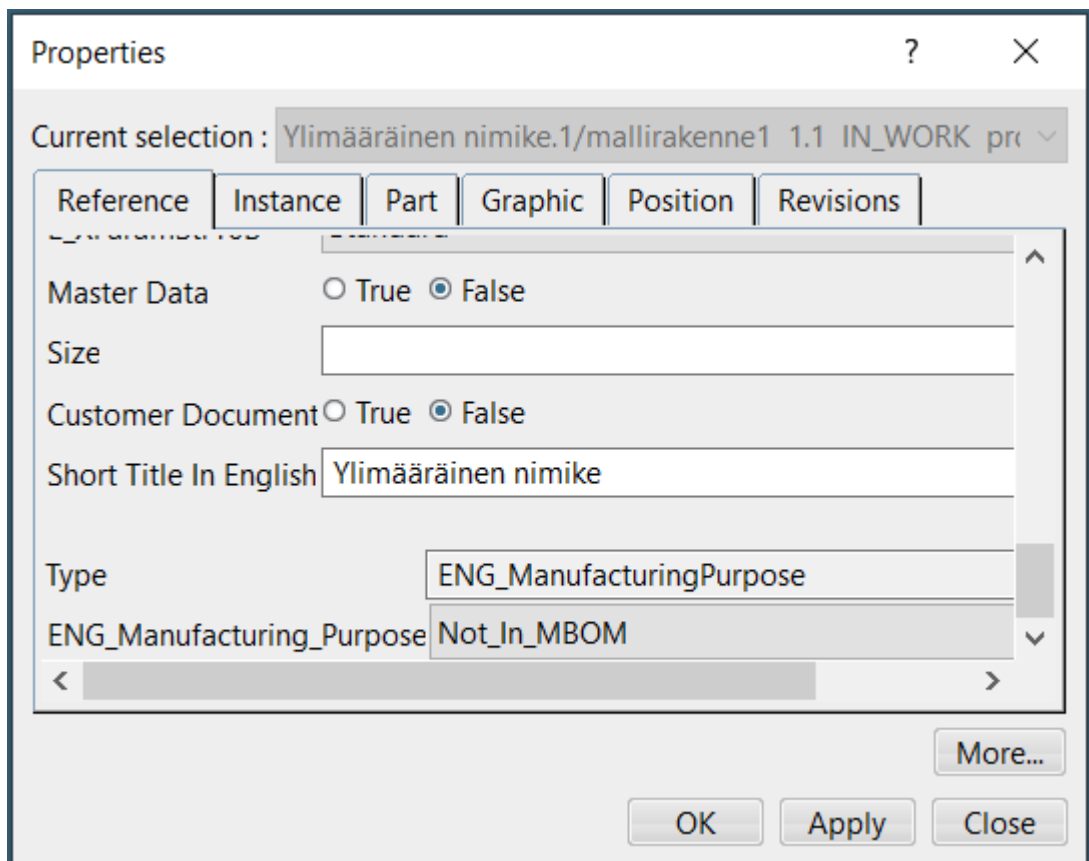 Properties ?
Current selection : Ylimääräinen nimike.1/mallirakenne1 1.1 IN_WORK pro
Reference Instance Part Graphic Position Revisions
Master Data True False
Size
Customer Document True False
Short Title In English Ylimääräinen nimike
Type ENG_ManufacturingPurpose
ENG_Manufacturing_Purpose Not_In_MBOM
More...
OK Apply Close